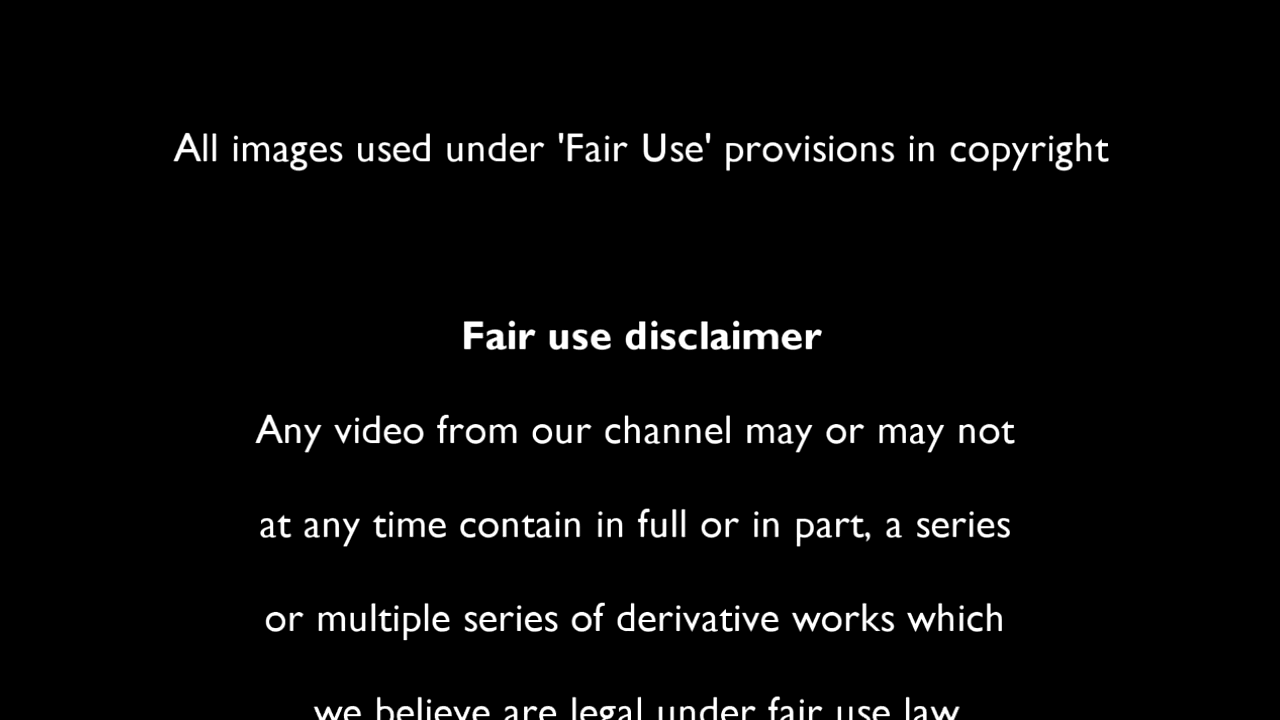 All images used under 'Fair Use' provisions in copyright
Fair use disclaimer
Any video from our channel may or may not
at any time contain in full or in part, a series
or multiple series of derivative works which
we believe are legal under fair use law